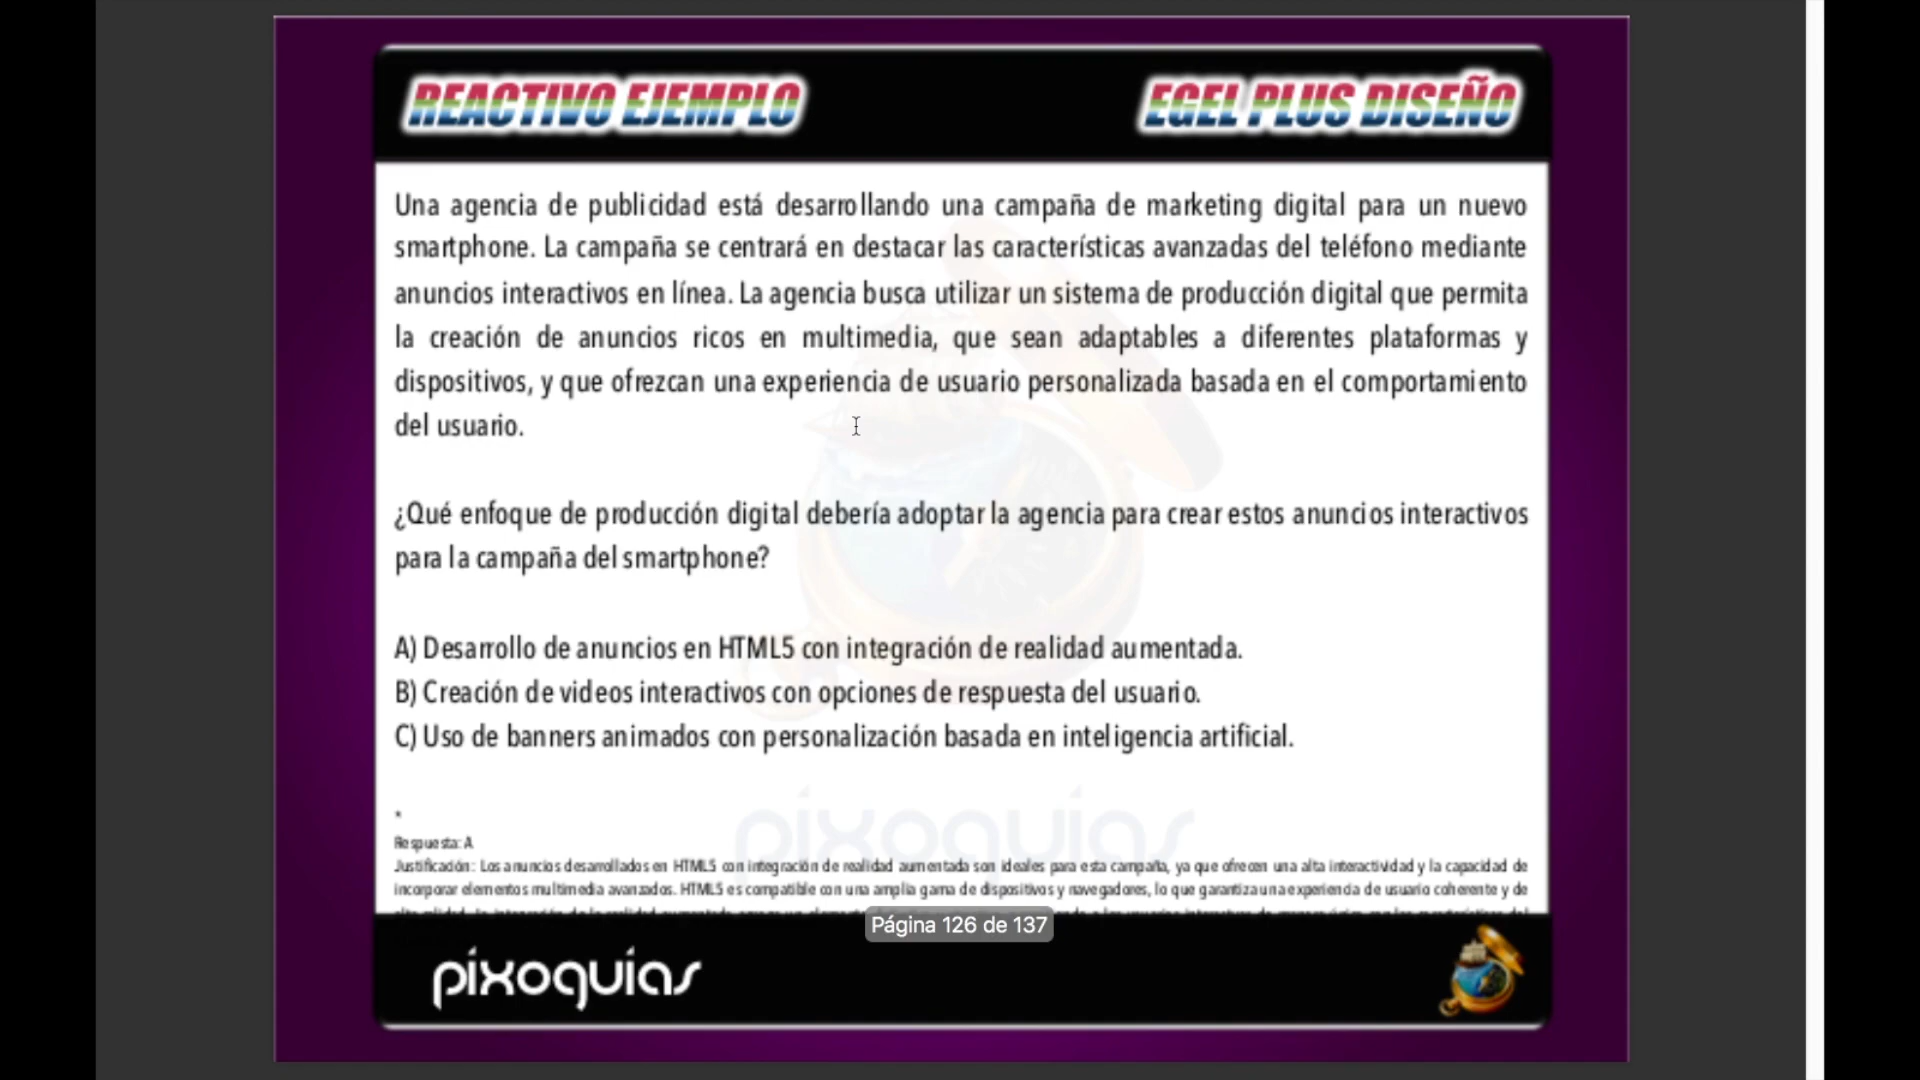 REACTIVO EJEMPLO
EGEL PLUS DISEÑO
Una agencia de publicidad está desarrollando una campaña de marketing digital para un nuevo
smartphone. La campaña se centrará en destacar las características avanzadas del teléfono mediante
anuncios interactivos en línea. La agencia busca utilizar un sistema de producción digital que permita
la creación de anuncios ricos en multimedia, que sean adaptables a diferentes plataformas y
dispositivos, y que ofrezcan una experiencia de usuario personalizada basada en el comportamiento
del usuario.
¿Qué enfoque de producción digital debería adoptar la agencia para crear estos anuncios interactivos
para la campaña del smartphone?
A) Desarrollo de anuncios en HTML5 con integración de realidad aumentada.
B) Creación de videos interactivos con opciones de respuesta del usuario.
C) Uso de banners animados con personalización basada en inteligencia artificial.
*
Respuesta: A
Justificación: Los anuncios desarrollados en HTML5 con integración de realidad aumentada son ideales para esta campaña, ya que ofrecen una alta interactividad y la capacidad de
incorporar elementos multimedia avanzados. HTML5 es compatible con una amplia gama de dispositivos y navegadores, lo que garantiza una experiencia de usuario coherente y de
pixoguías
Página 126 de 137
pixoguías